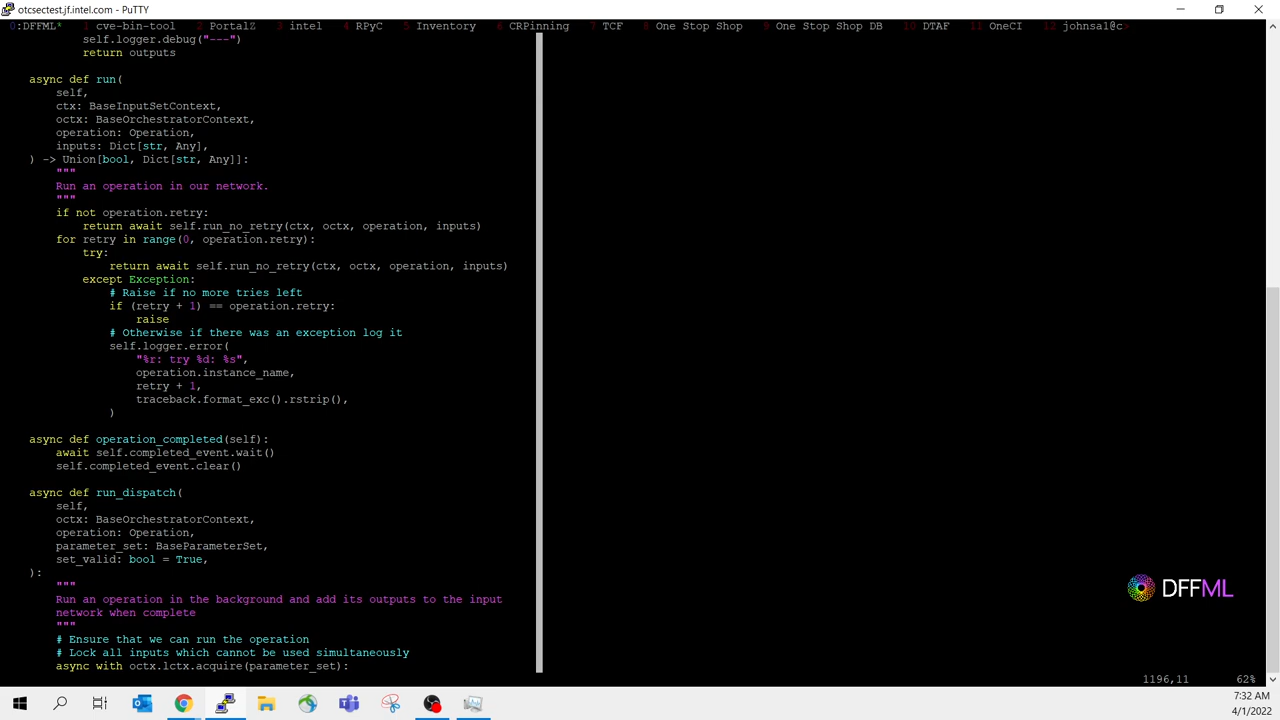 otcsectest.jf.intel.com - PuTTY
0:DFFML* 1 cve-bin-tool 2 PortalZ 3 intel 4 RPyC 5 Inventory 6 CRPinning 7 TCF 8 One Stop Shop 9 One Stop Shop DB 10 DTAF 11 OneCI 12 johnsa1@c>
self.logger.debug("---")
return outputs
async def run(
self,
ctx: BaseInputSetContext,
octx: BaseOrchestratorContext,
operation: Operation,
inputs: Dict[str, Any],
) -> Union[bool, Dict[str, Any]]:
"""
Run an operation in our network.
"""
if not operation.retry:
return await self.run_no_retry(ctx, octx, operation, inputs)
for retry in range(0, operation.retry):
try:
return await self.run_no_retry(ctx, octx, operation, inputs)
except Exception:
# Raise if no more tries left
if (retry + 1) == operation.retry:
raise
# Otherwise if there was an exception log it
self.logger.error(
"%r: try %d: %s",
operation.instance_name,
retry + 1,
traceback.format_exc().rstrip(),
)
async def operation_completed(self):
await self.completed_event.wait()
self.completed_event.clear()
async def run_dispatch(
self,
octx: BaseOrchestratorContext,
operation: Operation,
parameter_set: BaseParameterSet,
set_valid: bool = True,
):
"""
Run an operation in the background and add its outputs to the input
network when complete
"""
# Ensure that we can run the operation
# Lock all inputs which cannot be used simultaneously
async with octx.lctx.acquire(parameter_set):
DFFML
1196,11 62%
7:32 AM
4/1/2022